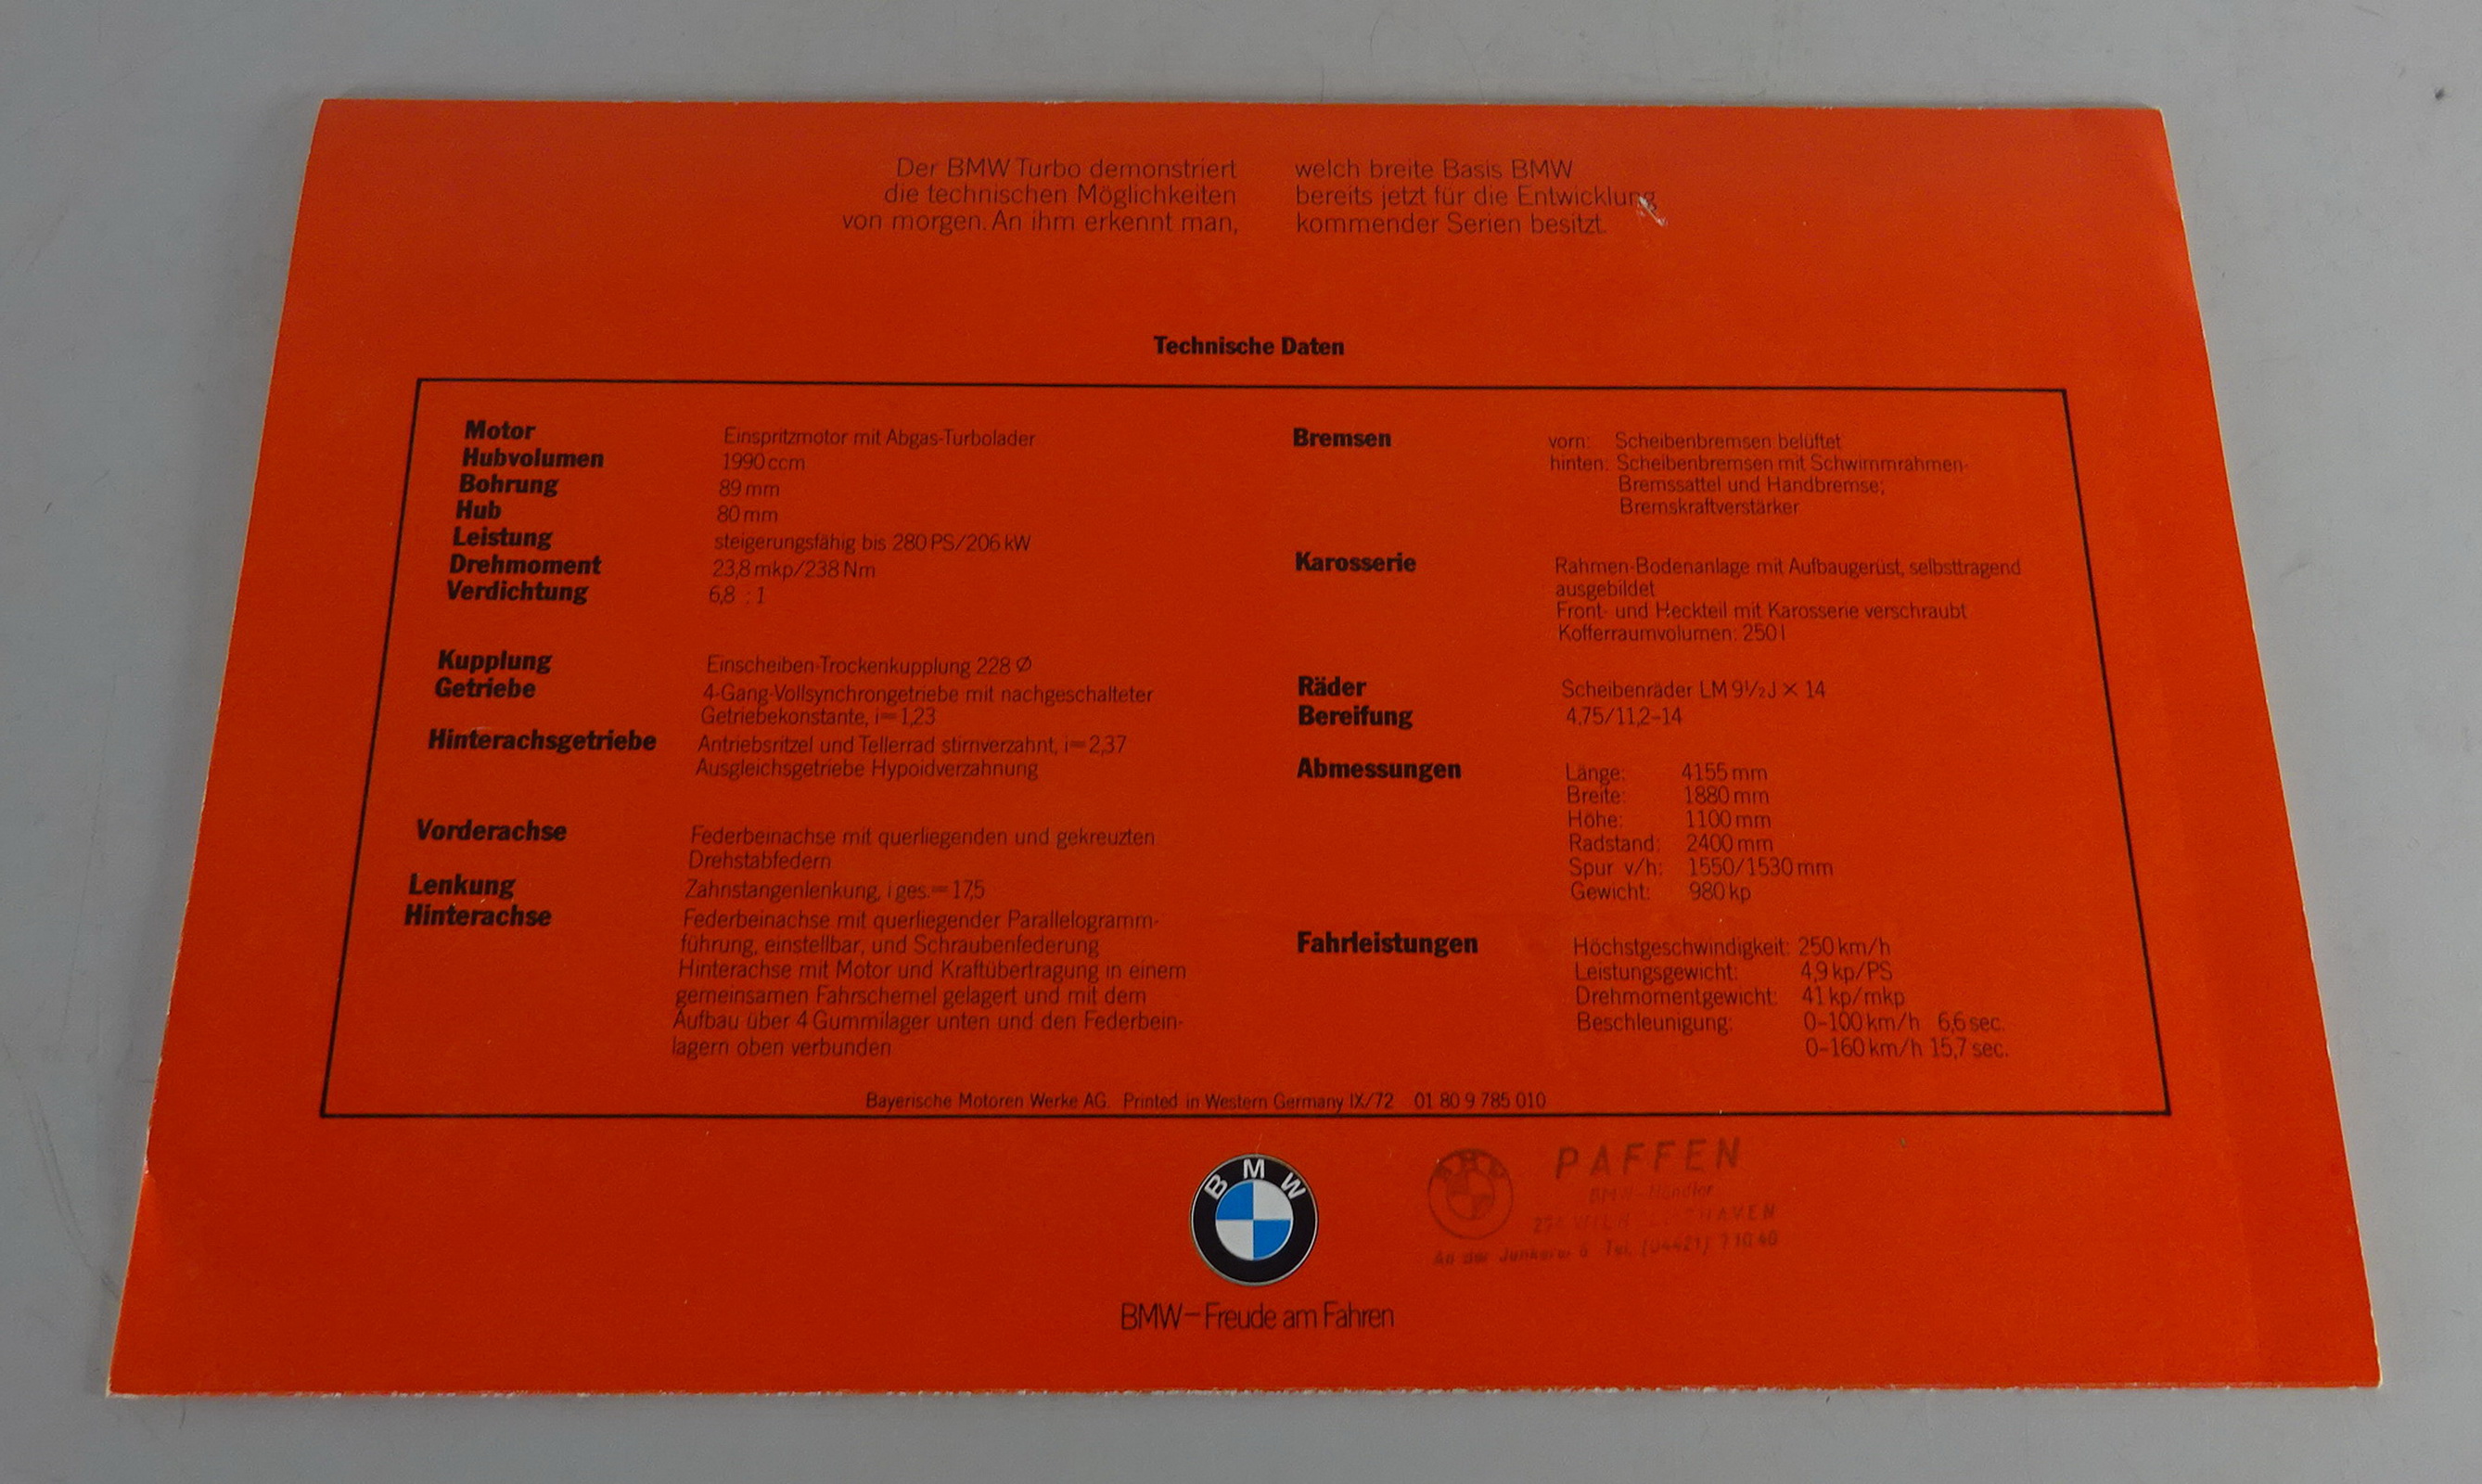 Der BMW Turbo demonstriert
die technischen Möglichkeiten
von morgen. An ihm erkennt man,
welch breite Basis BMW
bereits jetzt für die Entwicklung
kommender Serien besitzt.
Technische Daten
Motor Einspritzmotor mit Abgas-Turbolader
Hubvolumen 1990 ccm
Bohrung 89 mm
Hub 80 mm
Leistung steigerungsfähig bis 280 PS/206 kW
Drehmoment 23,8 mkp/238 Nm
Verdichtung 6,8 : 1
Kupplung Einscheiben-Trockenkupplung 228 Ø
Getriebe 4-Gang-Vollsynchrongetriebe mit nachgeschalteter
Getriebekonstante, i=1,23
Hinterachsgetriebe Antriebsritzel und Tellerrad stirnverzahnt, i=2,37
Ausgleichsgetriebe Hypoidverzahnung
Vorderachse Federbeinachse mit querliegenden und gekreuzten
Drehstabfedern
Lenkung Zahnstangenlenkung, i ges.=17,5
Hinterachse Federbeinachse mit querliegender Parallelogramm-
führung, einstellbar, und Schraubenfederung
Hinterachse mit Motor und Kraftübertragung in einem
gemeinsamen Fahrschemel gelagert und mit dem
Aufbau über 4 Gummilager unten und den Federbein-
lagern oben verbunden
Bremsen vorn: Scheibenbremsen belüftet
hinten: Scheibenbremsen mit Schwimmrahmen-
Bremssattel und Handbremse;
Bremskraftverstärker
Karosserie Rahmen-Bodenanlage mit Aufbaugerüst, selbsttragend
ausgebildet
Front- und Heckteil mit Karosserie verschraubt
Kofferraumvolumen: 250 l
Räder Scheibenräder LM 9½ J × 14
Bereifung 4.75/11,2-14
Abmessungen Länge: 4155 mm
Breite: 1880 mm
Höhe: 1100 mm
Radstand: 2400 mm
Spur v/h: 1550/1530 mm
Gewicht: 980 kp
Fahrleistungen Höchstgeschwindigkeit: 250 km/h
Leistungsgewicht: 4,9 kp/PS
Drehmomentgewicht: 41 kp/mkp
Beschleunigung: 0-100 km/h 6,6 sec.
0-160 km/h 15,7 sec.
Bayerische Motoren Werke AG. Printed in Western Germany IX/72 01 80 9 785 010
BMW
PAFFEN
BMW-Händler
An der 6 Tel. (04421) 7 10 40
BMW – Freude am Fahren